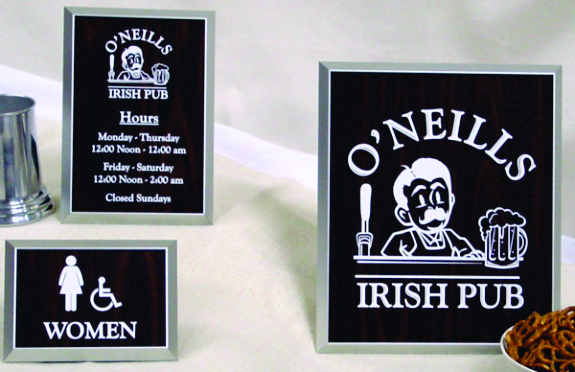 O'NEILLS
IRISH PUB
Hours
Monday - Thursday
12:00 Noon - 12:00 am
Friday - Saturday
12:00 Noon - 2:00 am
Closed Sundays
WOMEN
O'NEILLS
IRISH PUB